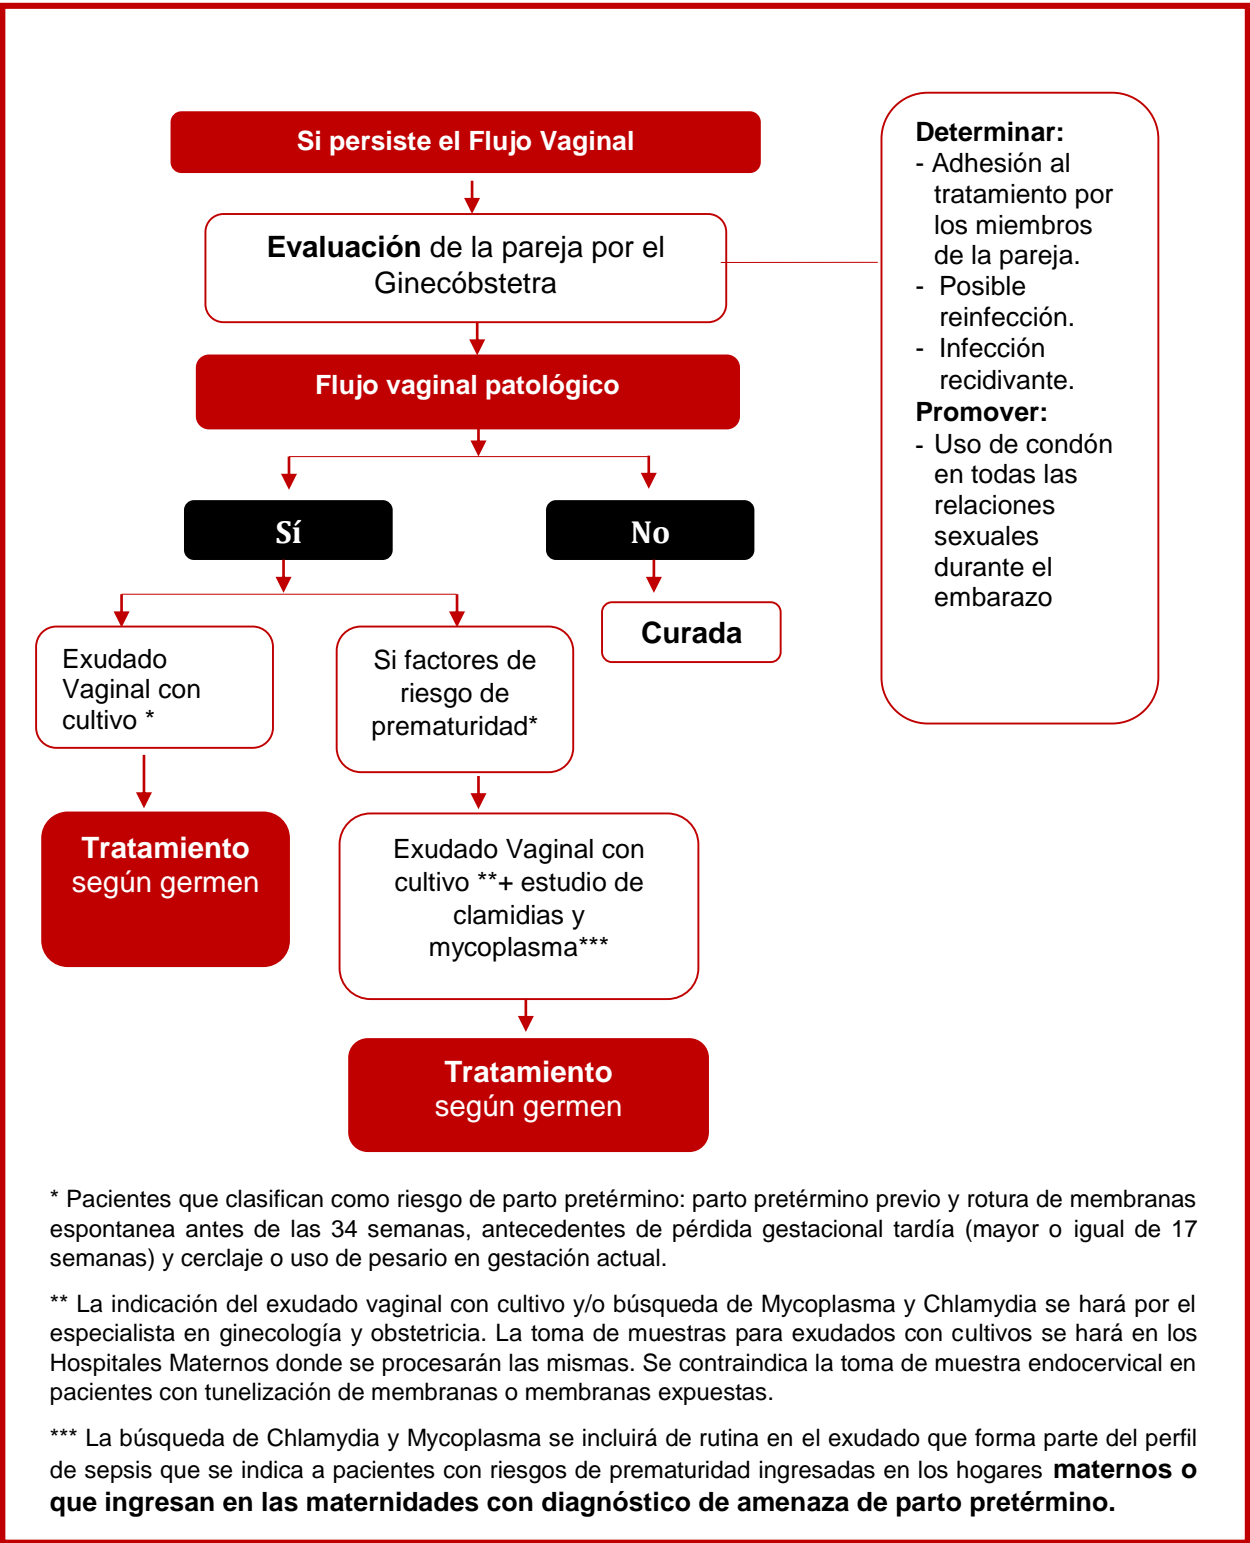 Si persiste el Flujo Vaginal
Evaluación de la pareja por el
Ginecóbstetra
Determinar:
- Adhesión al
tratamiento por
los miembros
de la pareja.
- Posible
reinfección.
- Infección
recidivante.
Promover:
- Uso de condón
en todas las
relaciones
sexuales
durante el
embarazo
Flujo vaginal patológico
Sí
No
Curada
Exudado
Vaginal con
cultivo *
Si factores de
riesgo de
prematuridad*
Tratamiento
según germen
Exudado Vaginal con
cultivo **+ estudio de
clamidias y
mycoplasma***
Tratamiento
según germen
* Pacientes que clasifican como riesgo de parto pretérmino: parto pretérmino previo y rotura de membranas
espontanea antes de las 34 semanas, antecedentes de pérdida gestacional tardía (mayor o igual de 17
semanas) y cerclaje o uso de pesario en gestación actual.
** La indicación del exudado vaginal con cultivo y/o búsqueda de Mycoplasma y Chlamydia se hará por el
especialista en ginecología y obstetricia. La toma de muestras para exudados con cultivos se hará en los
Hospitales Maternos donde se procesarán las mismas. Se contraindica la toma de muestra endocervical en
pacientes con tunelización de membranas o membranas expuestas.
*** La búsqueda de Chlamydia y Mycoplasma se incluirá de rutina en el exudado que forma parte del perfil
de sepsis que se indica a pacientes con riesgos de prematuridad ingresadas en los hogares maternos o
que ingresan en las maternidades con diagnóstico de amenaza de parto pretérmino.